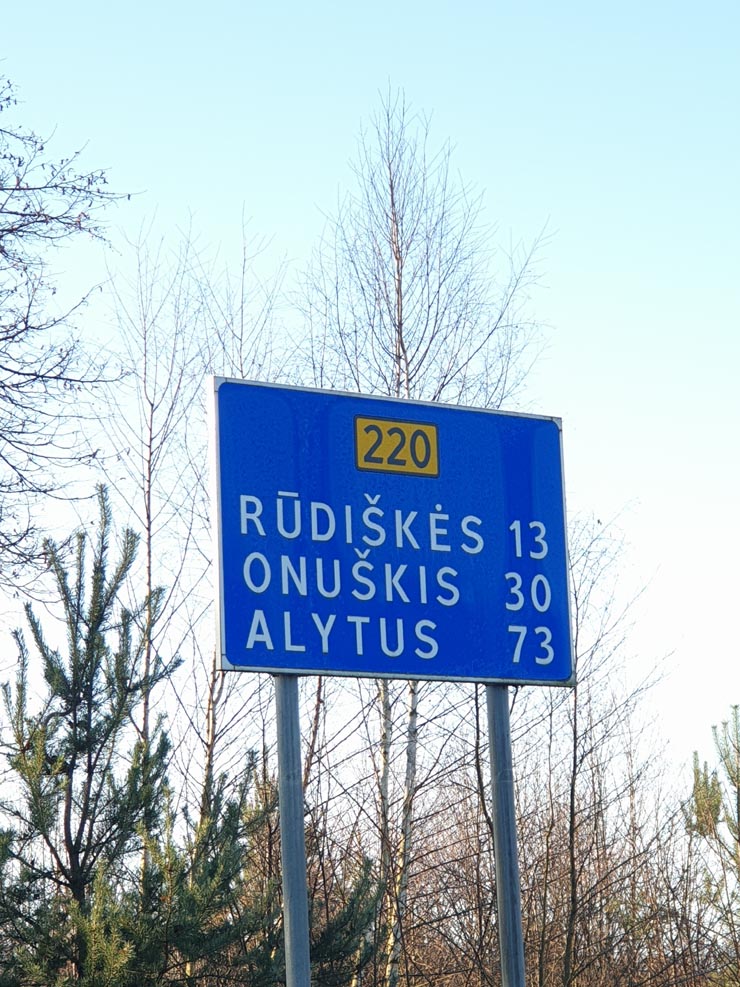 220
RŪDIŠKĖS 13
ONUŠKIS 30
ALYTUS 73